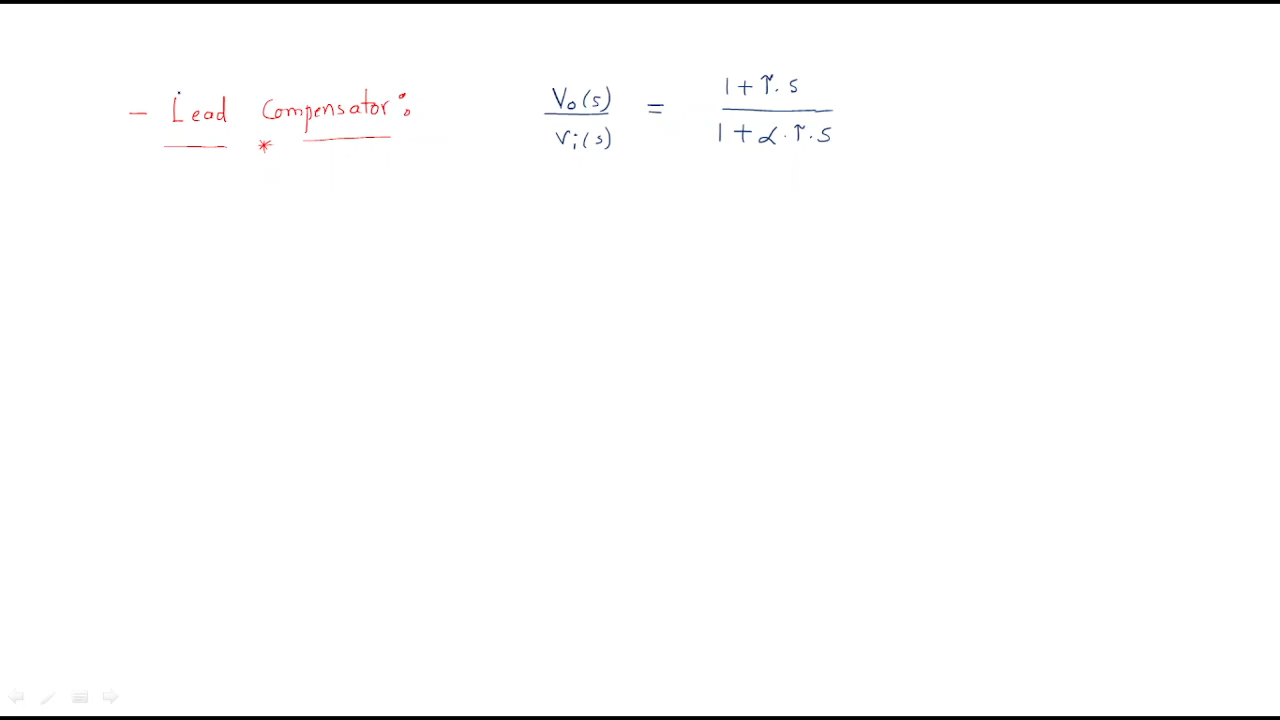 - Lead Compensator:
Vo(s) / Vi(s) = 1 + τ.s / 1 + α.τ.s
*